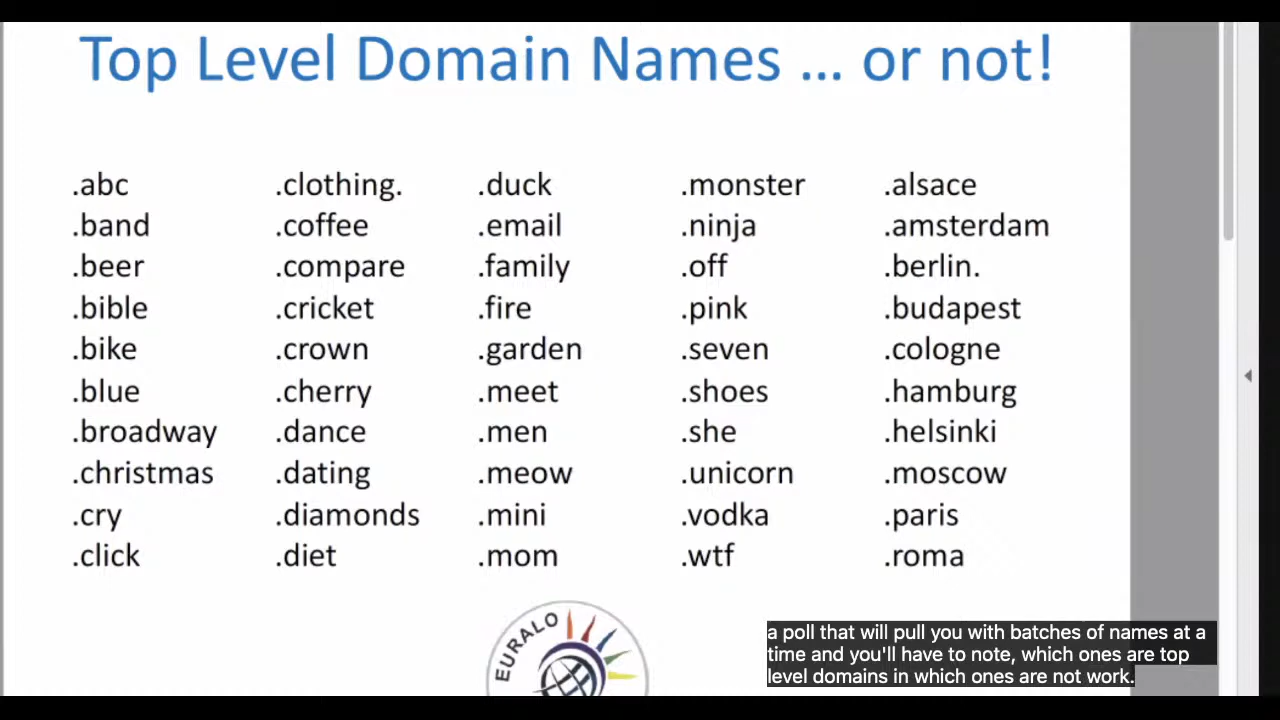 Top Level Domain Names ... or not!
.abc
.band
.beer
.bible
.bike
.blue
.broadway
.christmas
.cry
.click
.clothing.
.coffee
.compare
.cricket
.crown
.cherry
.dance
.dating
.diamonds
.diet
.duck
.email
.family
.fire
.garden
.meet
.men
.meow
.mini
.mom
.monster
.ninja
.off
.pink
.seven
.shoes
.she
.unicorn
.vodka
.wtf
.alsace
.amsterdam
.berlin.
.budapest
.cologne
.hamburg
.helsinki
.moscow
.paris
.roma
EURALO
a poll that will pull you with batches of names at a
time and you'll have to note, which ones are top
level domains in which ones are not work.